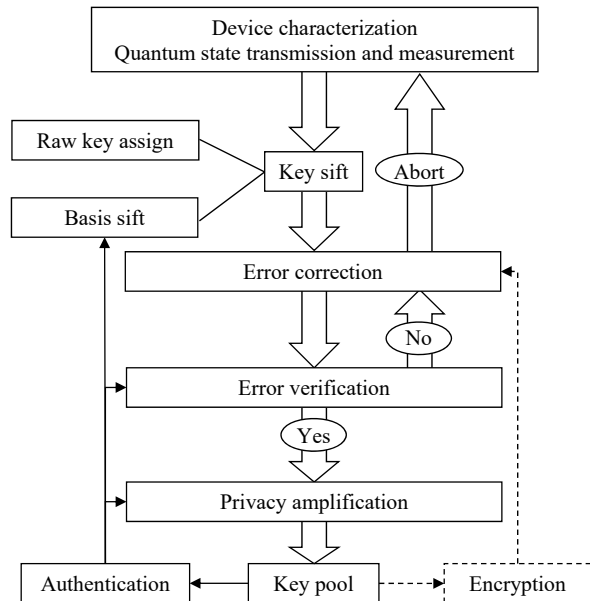 Device characterization
Quantum state transmission and measurement
Raw key assign
Key sift
Abort
Basis sift
Error correction
No
Error verification
Yes
Privacy amplification
Authentication
Key pool
Encryption